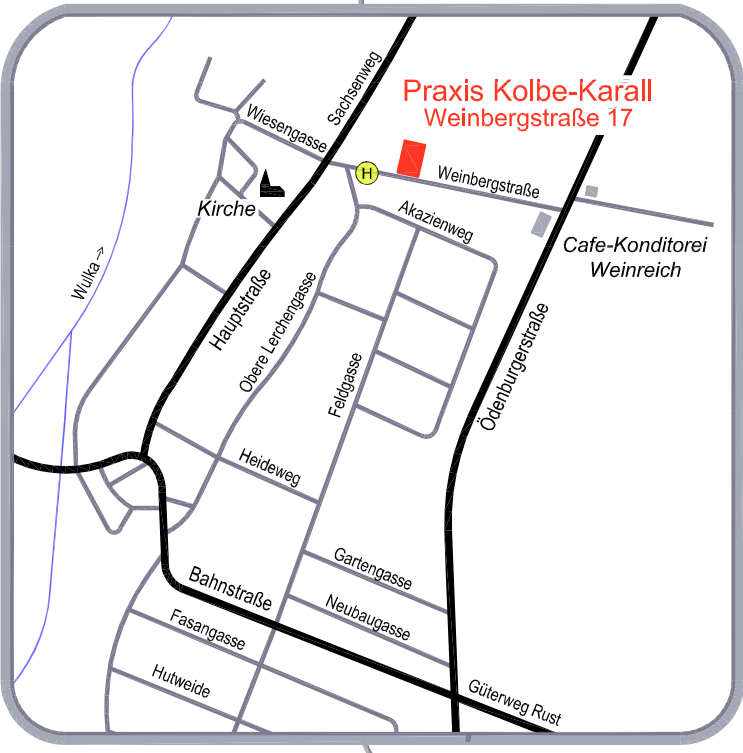 Sachsenweg
Praxis Kolbe-Karall
Weinbergstraße 17
Wiesengasse
H
Weinbergstraße
Kirche
Akazienweg
Cafe-Konditorei
Weinreich
Wulka →
Hauptstraße
Obere Lerchengasse
Feldgasse
Ödenburgerstraße
Heideweg
Gartengasse
Bahnstraße
Neubaugasse
Fasangasse
Hutweide
Güterweg Rust